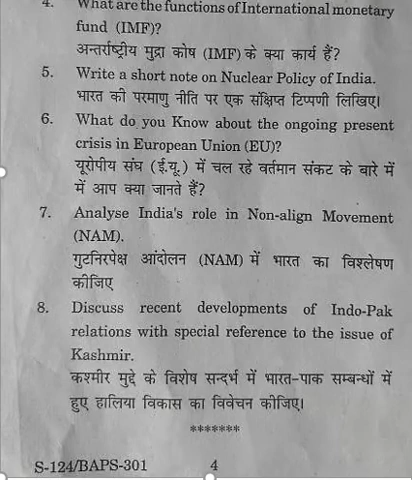 4. What are the functions of International monetary
fund (IMF)?
अन्तर्राष्ट्रीय मुद्रा कोष (IMF) के क्या कार्य हैं?
5. Write a short note on Nuclear Policy of India.
भारत की परमाणु नीति पर एक संक्षिप्त टिप्पणी लिखिए।
6. What do you Know about the ongoing present
crisis in European Union (EU)?
यूरोपीय संघ (ई.यू.) में चल रहे वर्तमान संकट के बारे में
में आप क्या जानते हैं?
7. Analyse India's role in Non-align Movement
(NAM).
गुटनिरपेक्ष आंदोलन (NAM) में भारत का विश्लेषण
कीजिए
8. Discuss recent developments of Indo-Pak
relations with special reference to the issue of
Kashmir.
कश्मीर मुद्दे के विशेष सन्दर्भ में भारत-पाक सम्बन्धों में
हुए हालिया विकास का विवेचन कीजिए।
*******
S-124/BAPS-301 4